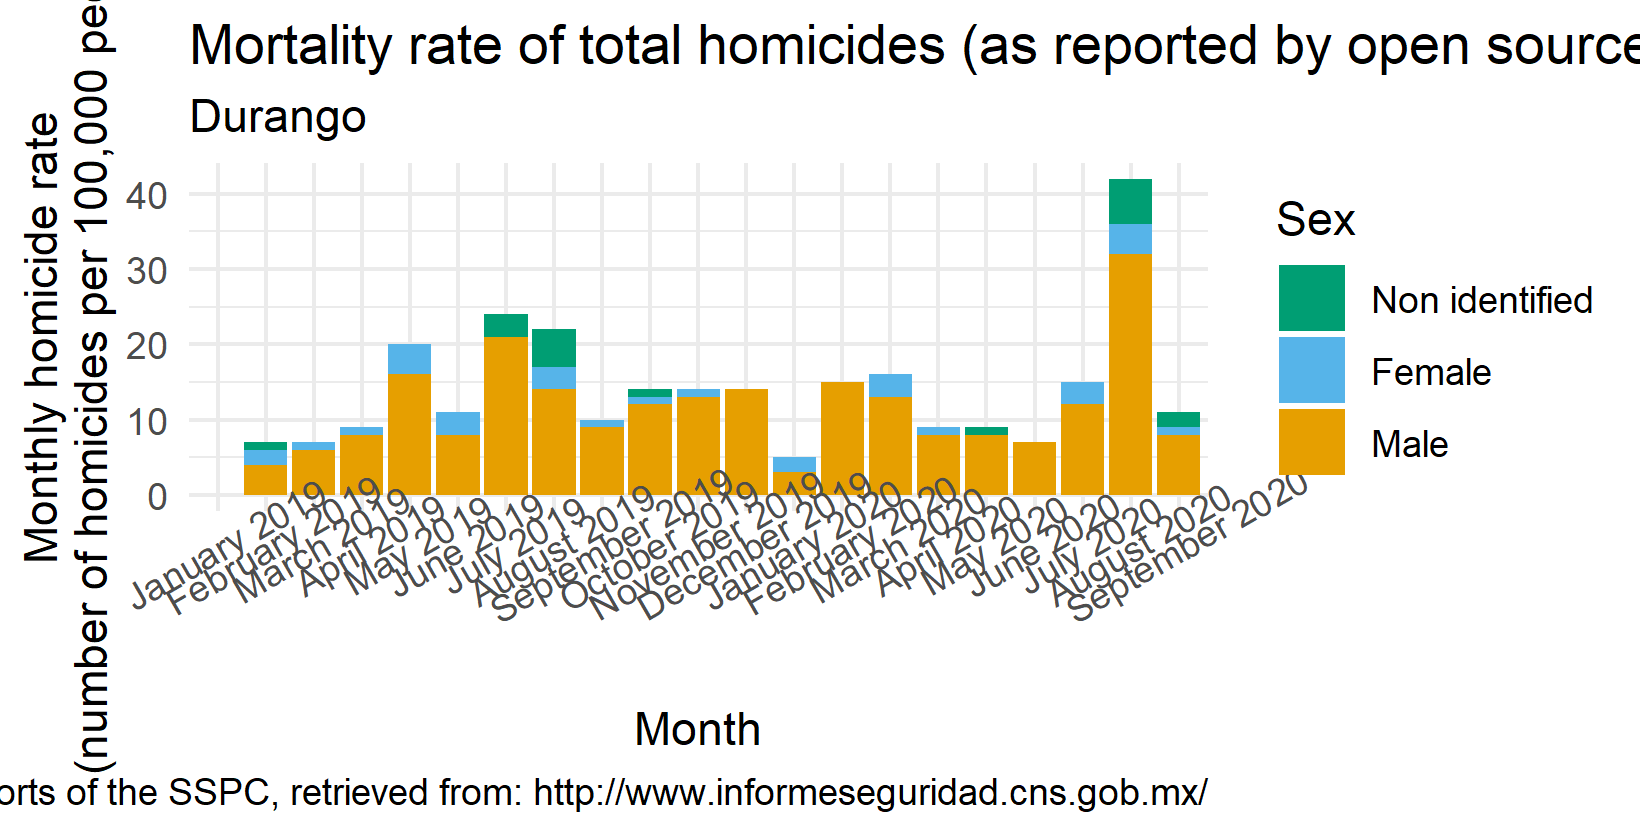 Mortality rate of total homicides (as reported by open source
Durango
Monthly homicide rate
(number of homicides per 100,000
40
30
20
10
0
January 2019
February 2019
March 2019
April 2019
May 2019
June 2019
July 2019
August 2019
September 2019
October 2019
November 2019
December 2019
January 2020
February 2020
March 2020
April 2020
May 2020
June 2020
July 2020
August 2020
September 2020
Month
Sex
Non identified
Female
Male
of the SSPC, retrieved from: http://www.informeseguridad.cns.gob.mx/